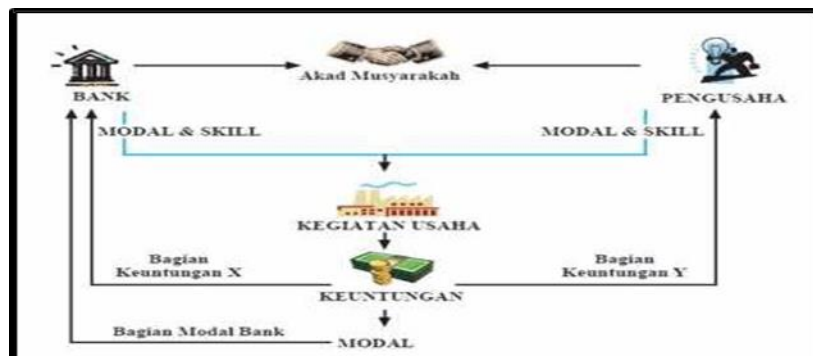 Akad Musyarakah
BANK
PENGUSAHA
MODAL & SKILL
MODAL & SKILL
KEGIATAN USAHA
Bagian
Keuntungan X
Bagian
Keuntungan Y
KEUNTUNGAN
Bagian Modal Bank
MODAL